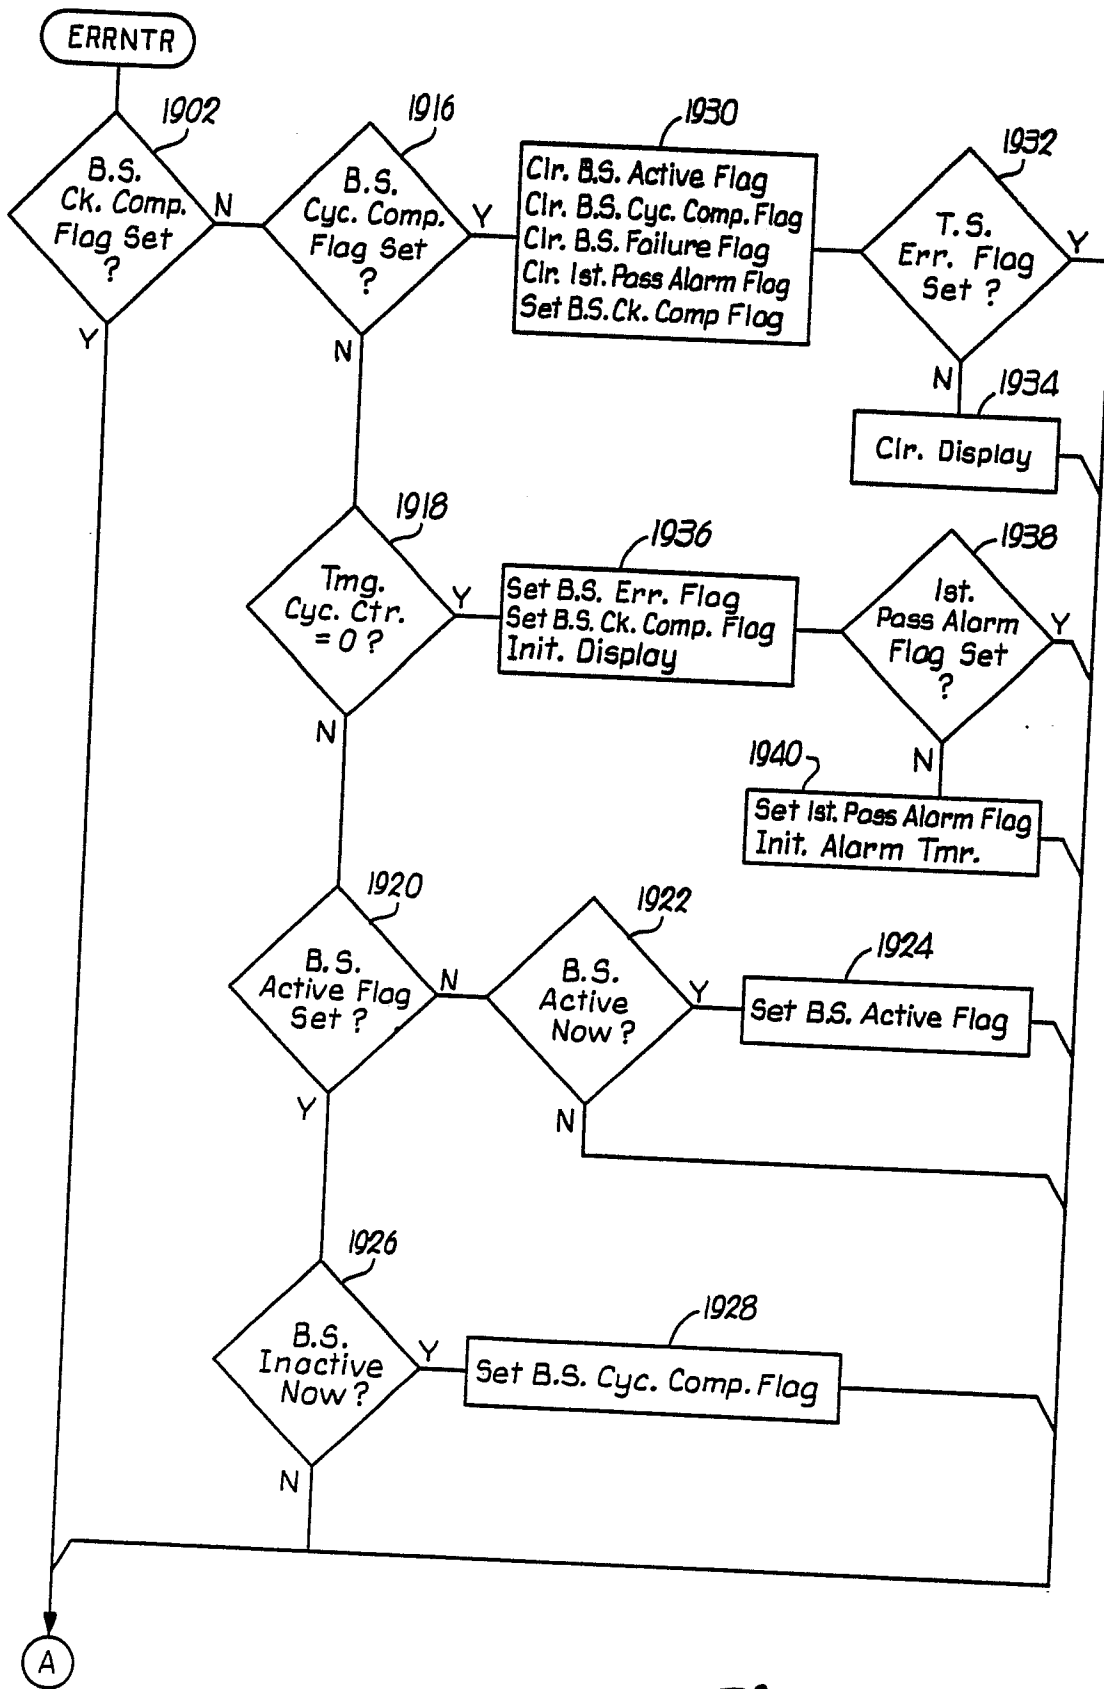 ERRNTR
1902
B.S.
Ck. Comp.
Flag Set
?
N
Y
1916
B.S.
Cyc. Comp.
Flag Set
?
Y
N
1930
Clr. B.S. Active Flag
Clr. B.S. Cyc. Comp. Flag
Clr. B.S. Failure Flag
Clr. 1st. Pass Alarm Flag
Set B.S. Ck. Comp Flag
1932
T.S.
Err. Flag
Set ?
Y
N
1934
Clr. Display
1918
Tmg.
Cyc. Ctr.
= 0 ?
Y
N
1936
Set B.S. Err. Flag
Set B.S. Ck. Comp. Flag
Init. Display
1938
1st.
Pass Alarm
Flag Set
?
Y
N
1940
Set 1st. Pass Alarm Flag
Init. Alarm Tmr.
1920
B.S.
Active Flag
Set ?
N
Y
1922
B.S.
Active
Now ?
Y
N
1924
Set B.S. Active Flag
1926
B.S.
Inactive
Now ?
Y
N
1928
Set B.S. Cyc. Comp. Flag
A